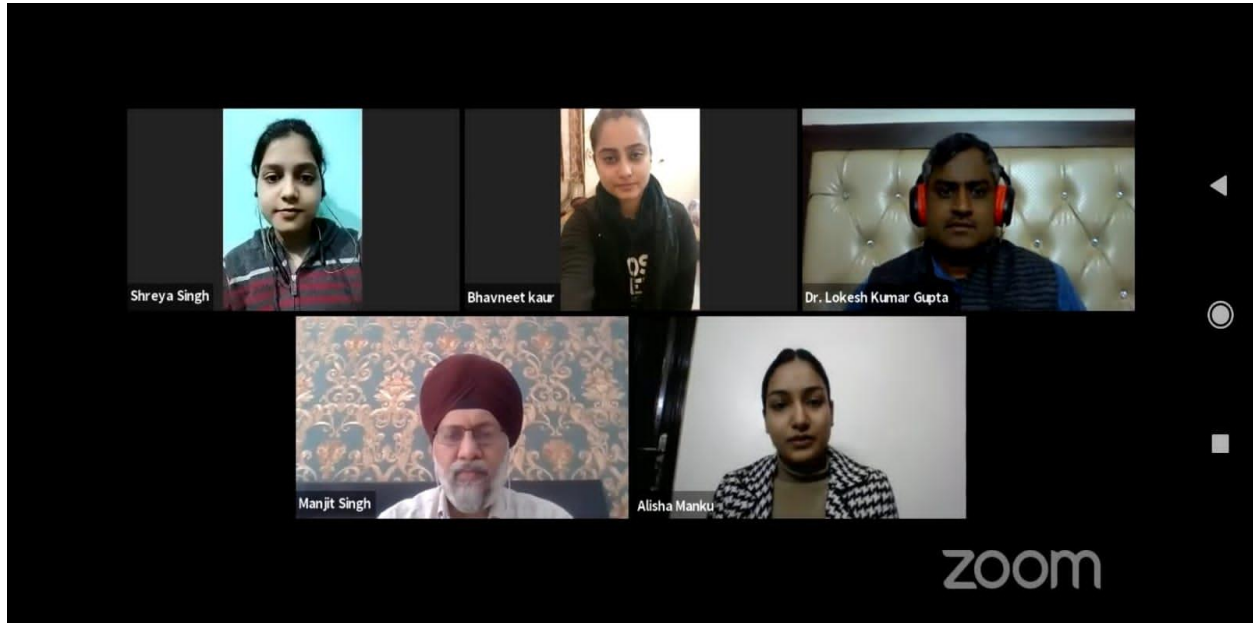 Shreya Singh
Bhavneet kaur
Dr. Lokesh Kumar Gupta
Manjit Singh
Alisha Manku
zoom